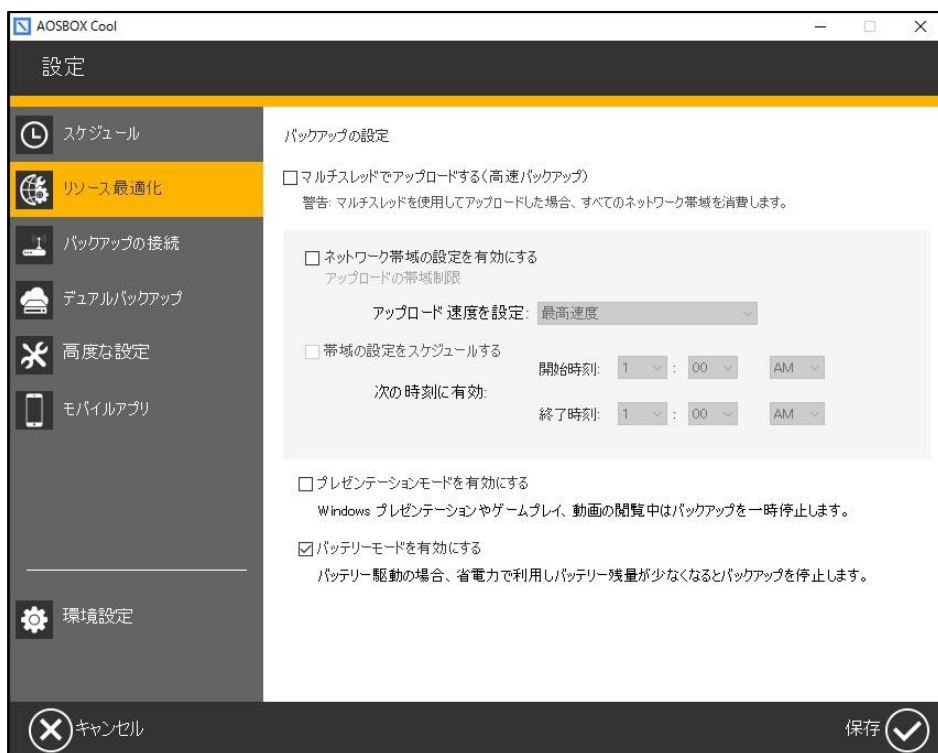 AOSBOX Cool
設定
スケジュール
リソース最適化
バックアップの接続
デュアルバックアップ
高度な設定
モバイルアプリ
環境設定
バックアップの設定
マルチスレッドでアップロードする(高速バックアップ)
警告: マルチスレッドを使用してアップロードした場合、すべてのネットワーク帯域を消費します。
ネットワーク帯域の設定を有効にする
アップロードの帯域制限
アップロード 速度を設定: 最高速度
帯域の設定をスケジュールする
次の時刻に有効:
開始時刻: 1 : 00 AM
終了時刻: 1 : 00 AM
プレゼンテーションモードを有効にする
Windows プレゼンテーションやゲームプレイ、動画の閲覧中はバックアップを一時停止します。
バッテリーモードを有効にする
バッテリー駆動の場合、省電力で利用しバッテリー残量が少なくなるとバックアップを停止します。
キャンセル
保存